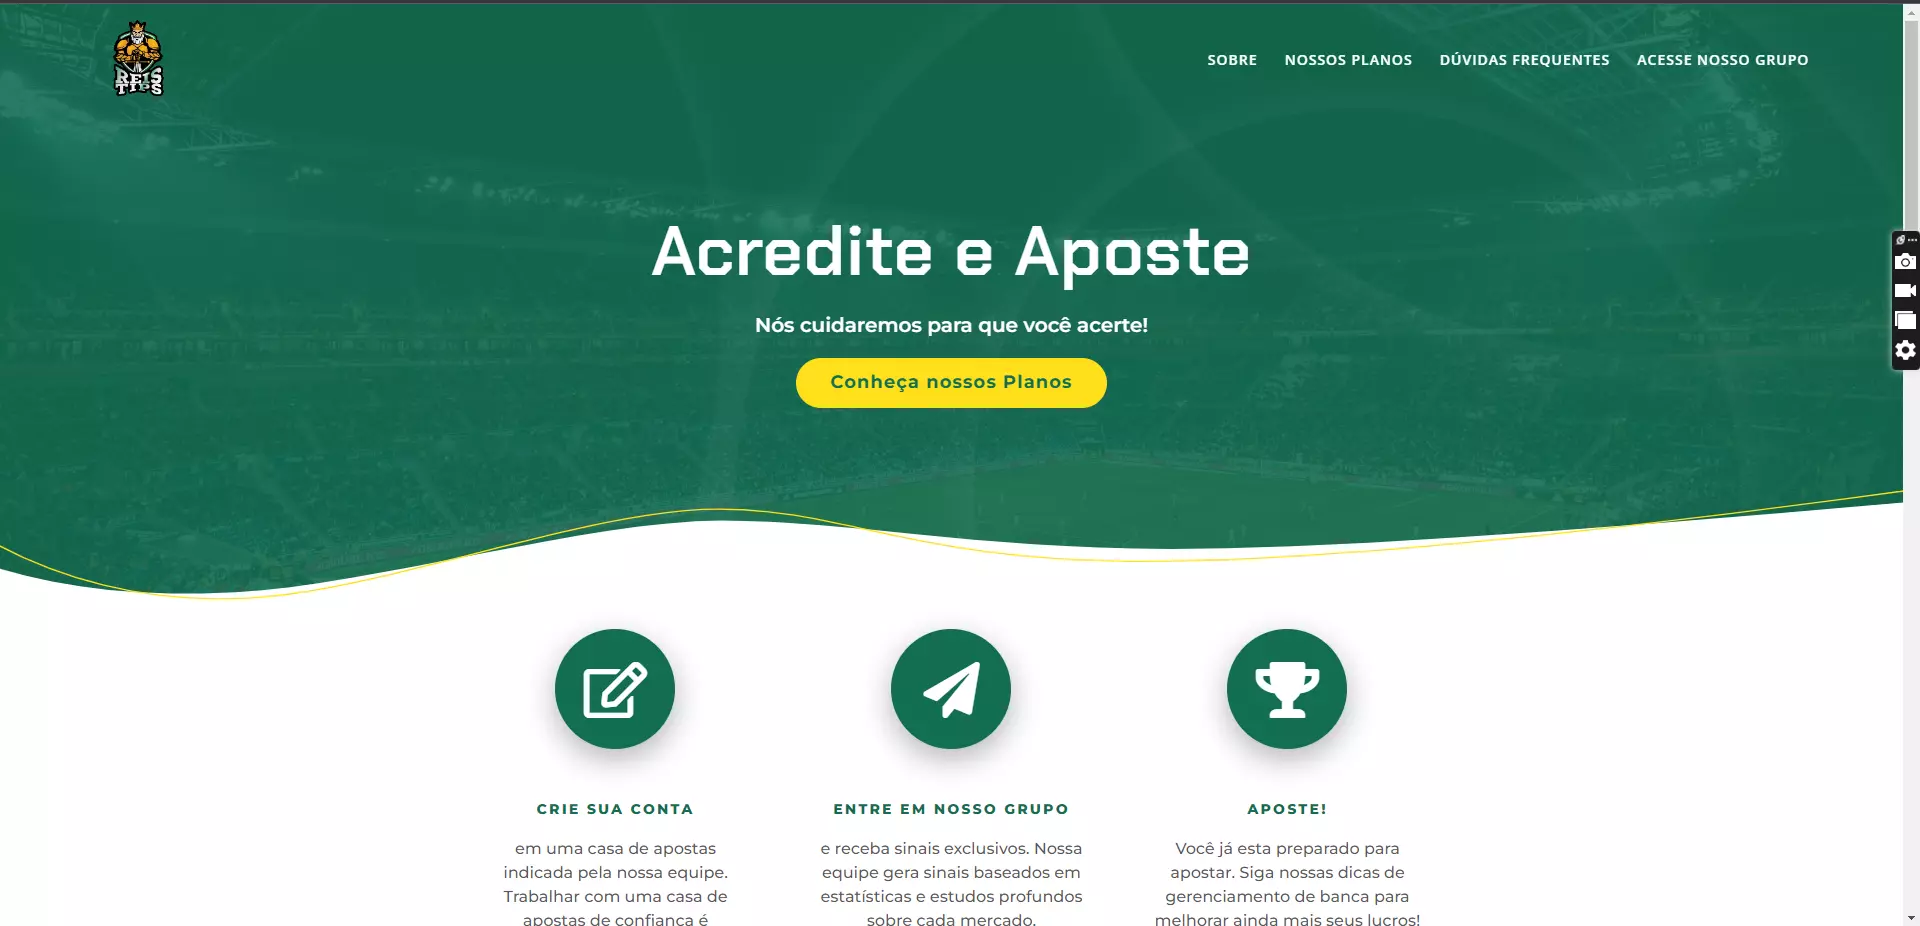 REIS
TIPS
SOBRE
NOSSOS PLANOS
DÚVIDAS FREQUENTES
ACESSE NOSSO GRUPO
Acredite e Aposte
Nós cuidaremos para que você acerte!
Conheça nossos Planos
CRIE SUA CONTA
em uma casa de apostas
indicada pela nossa equipe.
Trabalhar com uma casa de
apostas de confiança é
ENTRE EM NOSSO GRUPO
e receba sinais exclusivos. Nossa
equipe gera sinais baseados em
estatísticas e estudos profundos
sobre cada mercado.
APOSTE!
Você já esta preparado para
apostar. Siga nossas dicas de
gerenciamento de banca para
melhorar ainda mais seus lucros!